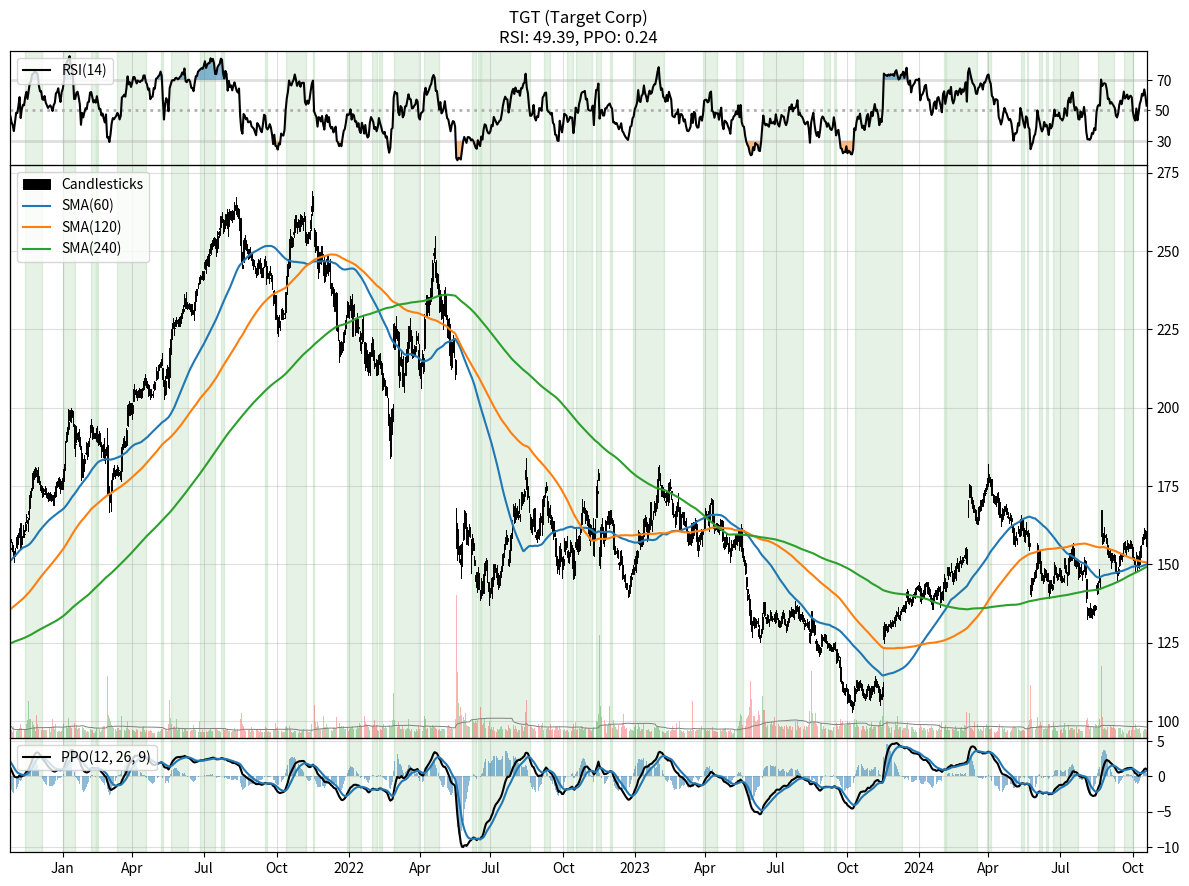 TGT (Target Corp)
RSI: 49.39, PPO: 0.24
RSI(14)
70
50
30
Candlesticks
SMA(60)
SMA(120)
SMA(240)
275
250
225
200
175
150
125
100
PPO(12, 26, 9)
5
0
−5
−10
Jan Apr Jul Oct 2022 Apr Jul Oct 2023 Apr Jul Oct 2024 Apr Jul Oct